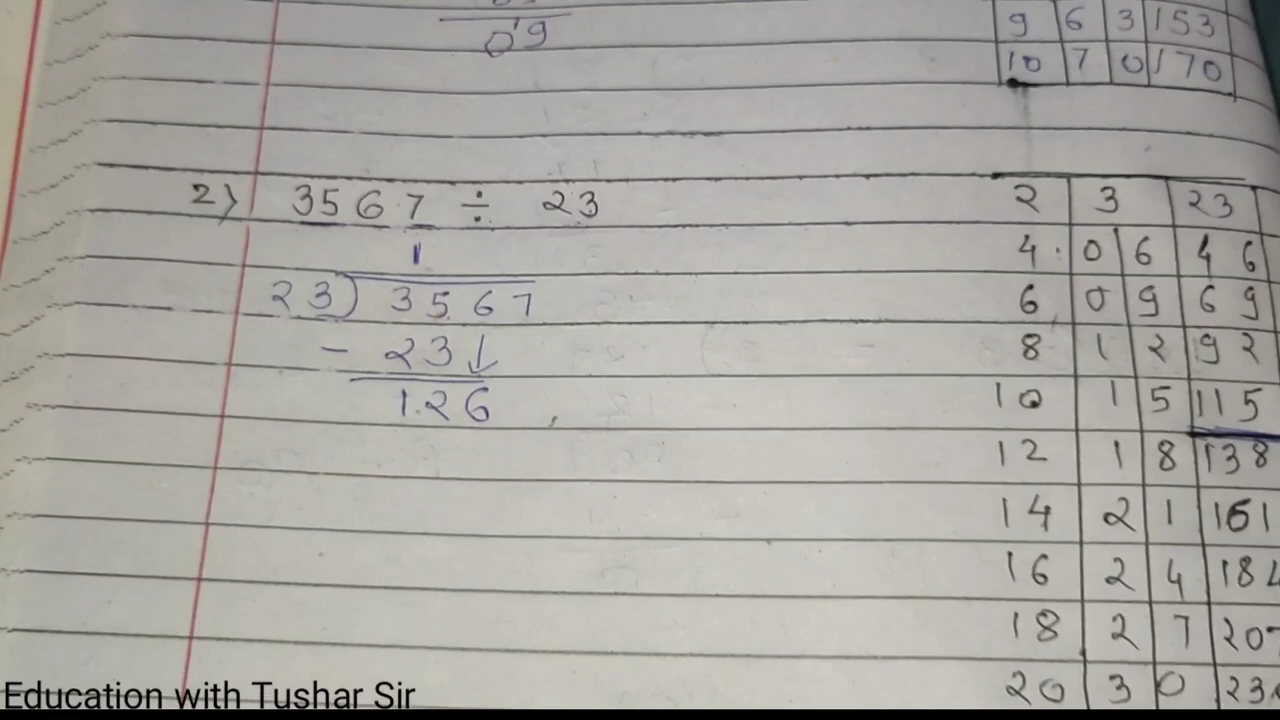 0.9
9 6 3 153
10 7 0 170
2) 3567 ÷ 23
1
23) 3567
- 23↓
126
2 3 23
4 0 6 46
6 0 9 69
8 1 2 92
10 1 5 115
12 1 8 138
14 2 1 161
16 2 4 184
18 2 7 207
20 3 0 23
Education with Tushar Sir